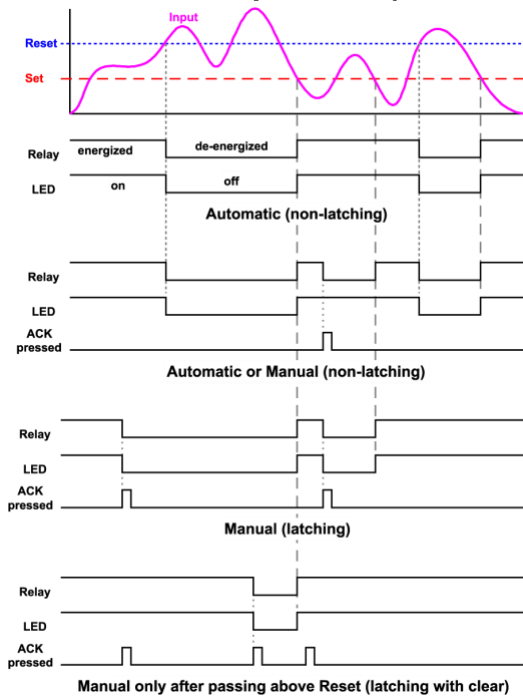 Input
Reset
Set
Relay energized de-energized
LED on off
Automatic (non-latching)
Relay
LED
ACK
pressed
Automatic or Manual (non-latching)
Relay
LED
ACK
pressed
Manual (latching)
Relay
LED
ACK
pressed
Manual only after passing above Reset (latching with clear)